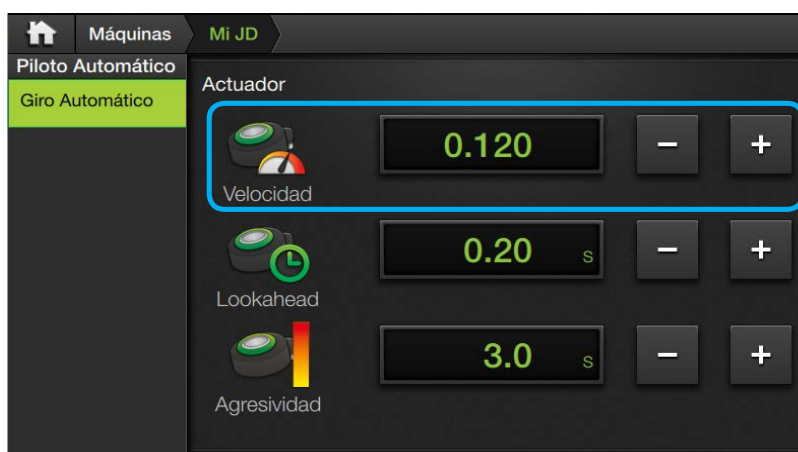 Máquinas
Mi JD
Piloto Automático
Giro Automático
Actuador
0.120
- +
Velocidad
0.20 s
- +
Lookahead
3.0 s
- +
Agresividad